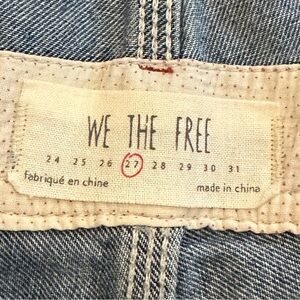 WE THE FREE
24 25 26 27 28 29 30 31
fabriqué en chine made in china